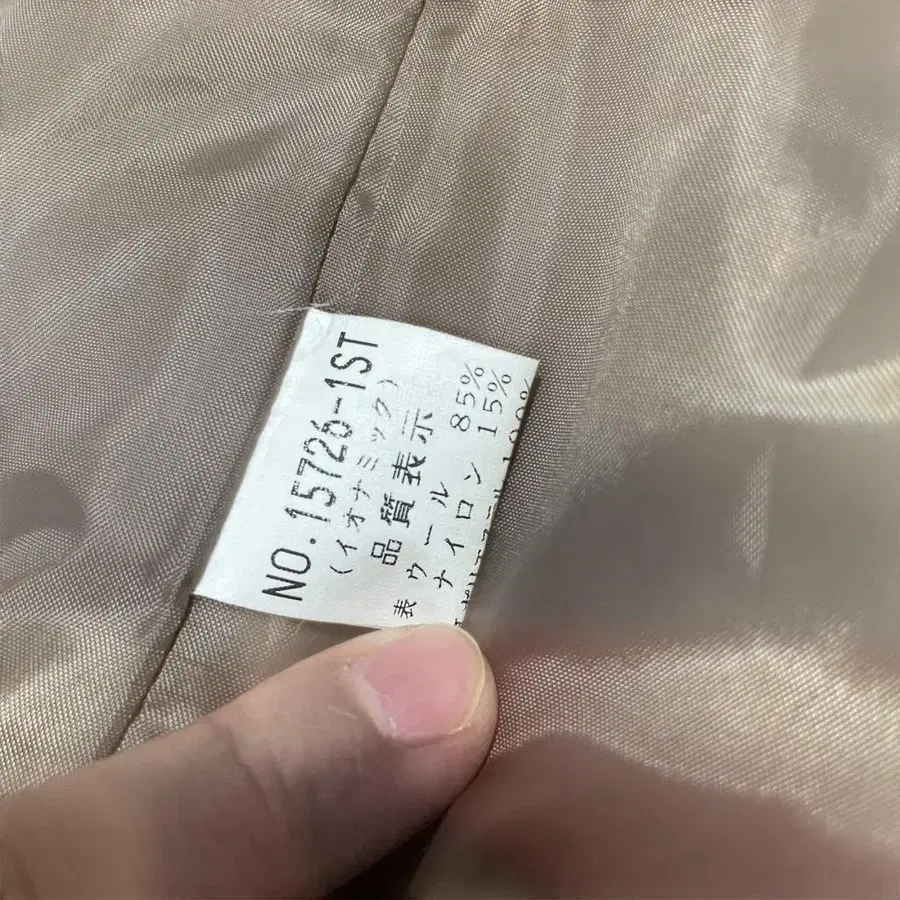 NO.15726-1ST
(イオナミック)
品質表示
表 ウール 85%
ナイロン 15%